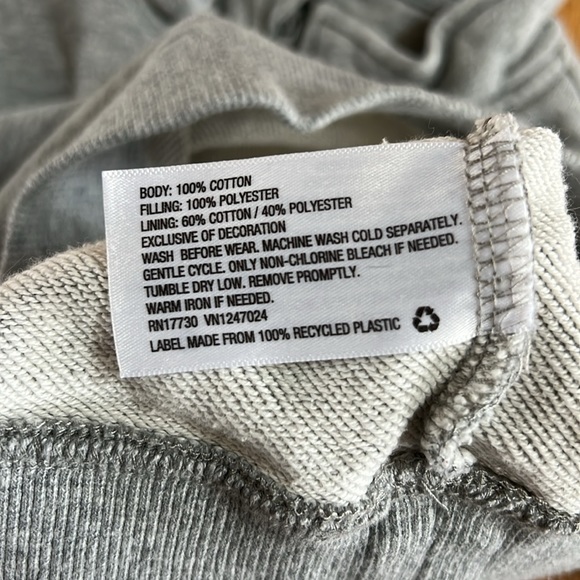 BODY: 100% COTTON
FILLING: 100% POLYESTER
LINING: 60% COTTON / 40% POLYESTER
EXCLUSIVE OF DECORATION
WASH BEFORE WEAR. MACHINE WASH COLD SEPARATELY.
GENTLE CYCLE. ONLY NON-CHLORINE BLEACH IF NEEDED.
TUMBLE DRY LOW. REMOVE PROMPTLY.
WARM IRON IF NEEDED.
RN17730 VN1247024
LABEL MADE FROM 100% RECYCLED PLASTIC